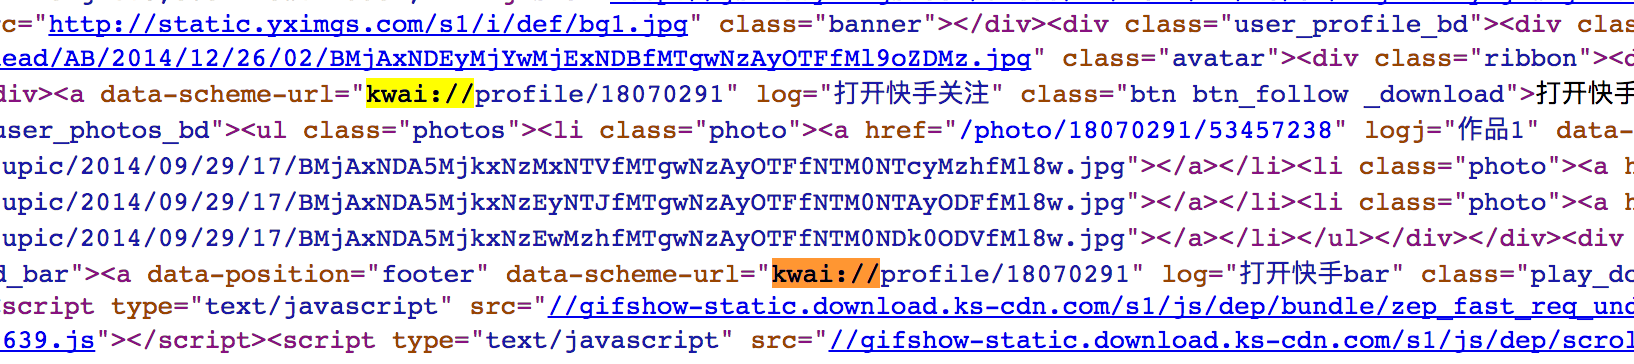 rc="http://static.yximgs.com/s1/i/def/bg1.jpg" class="banner"></div><div class="user_profile_bd"><div clas
ead/AB/2014/12/26/02/BMjAxNDEyMjYwMjExNDBfMTgwNzAyOTFfMl9oZDMz.jpg" class="avatar"><div class="ribbon"><d
div><a data-scheme-url="kwai://profile/18070291" log="打开快手关注" class="btn btn_follow _download">打开快手
user_photos_bd"><ul class="photos"><li class="photo"><a href="/photo/18070291/53457238" logj="作品1" data-
upic/2014/09/29/17/BMjAxNDA5MjkxNzMxNTVfMTgwNzAyOTFfNTM0NTcyMzhfMl8w.jpg"></a></li><li class="photo"><a h
upic/2014/09/29/17/BMjAxNDA5MjkxNzEyNTJfMTgwNzAyOTFfNTM0NTAyODFfMl8w.jpg"></a></li><li class="photo"><a h
upic/2014/09/29/17/BMjAxNDA5MjkxNzEwMzhfMTgwNzAyOTFfNTM0NDk0ODVfMl8w.jpg"></a></li></ul></div></div><div
d_bar"><a data-position="footer" data-scheme-url="kwai://profile/18070291" log="打开快手bar" class="play_do
script type="text/javascript" src="//gifshow-static.download.ks-cdn.com/s1/js/dep/bundle/zep_fast_req_und
639.js"></script><script type="text/javascript" src="//gifshow-static.download.ks-cdn.com/s1/js/dep/scrol